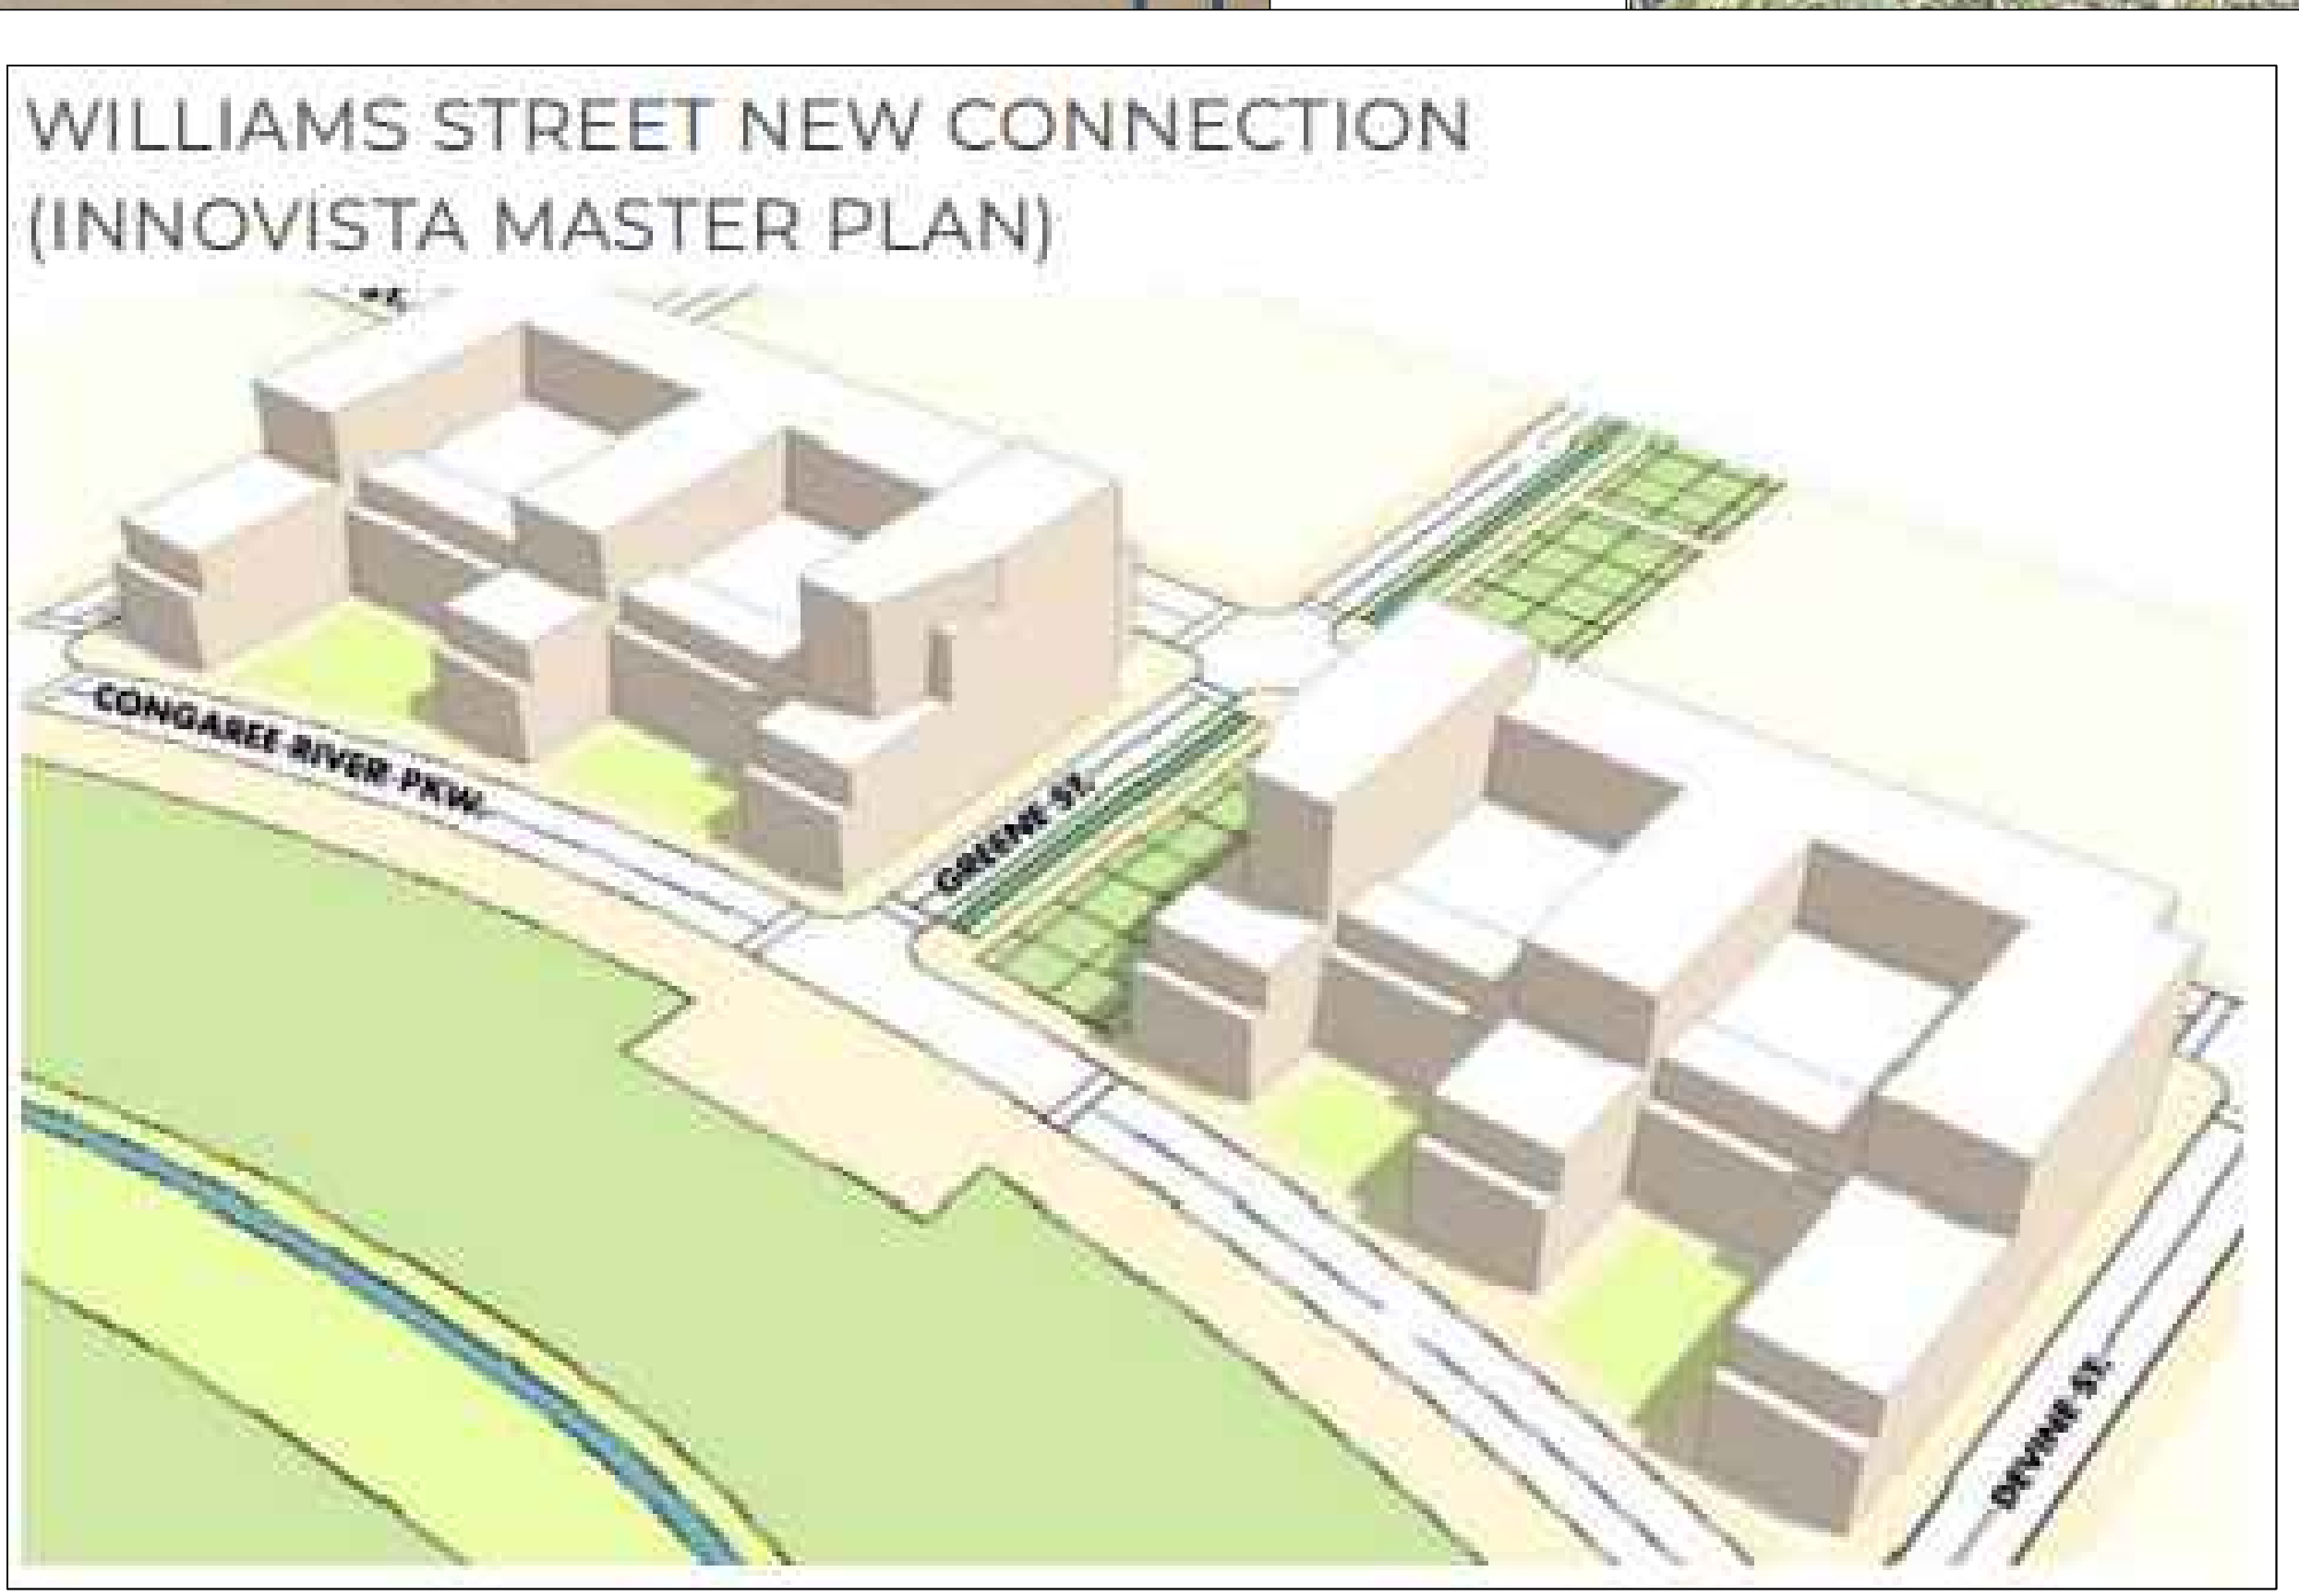 WILLIAMS STREET NEW CONNECTION
(INNOVISTA MASTER PLAN)
CONGAREE RIVER PKW.
GREENE ST.
DEVINE ST.